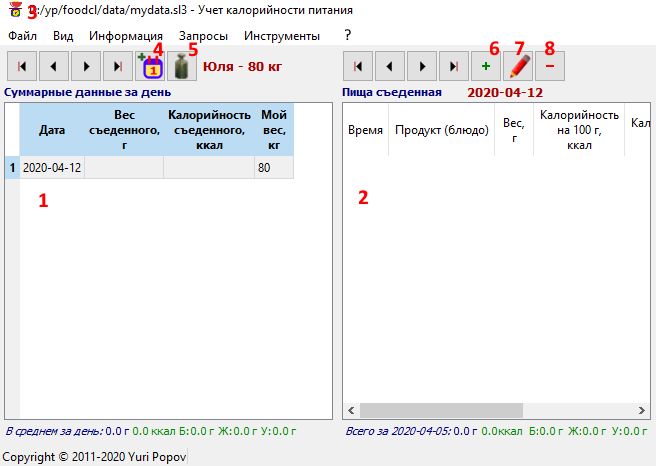 3 :/yp/foodcl/data/mydata.sl3 - Учет калорийности питания
Файл Вид Информация Запросы Инструменты ?
4 5 6 7 8
1 Юля - 80 кг + −
Суммарные данные за день
Дата Вес съеденного, г Калорийность съеденного, ккал Мой вес, кг
1 2020-04-12 80
1
В среднем за день: 0.0 г 0.0 ккал Б:0.0 г Ж:0.0 г У:0.0 г
Пища съеденная 2020-04-12
Время Продукт (блюдо) Вес, г Калорийность на 100 г, ккал Кал
2
Всего за 2020-04-05: 0.0 г 0.0ккал Б:0.0 г Ж:0.0 г У:0.0 г
Copyright © 2011-2020 Yuri Popov